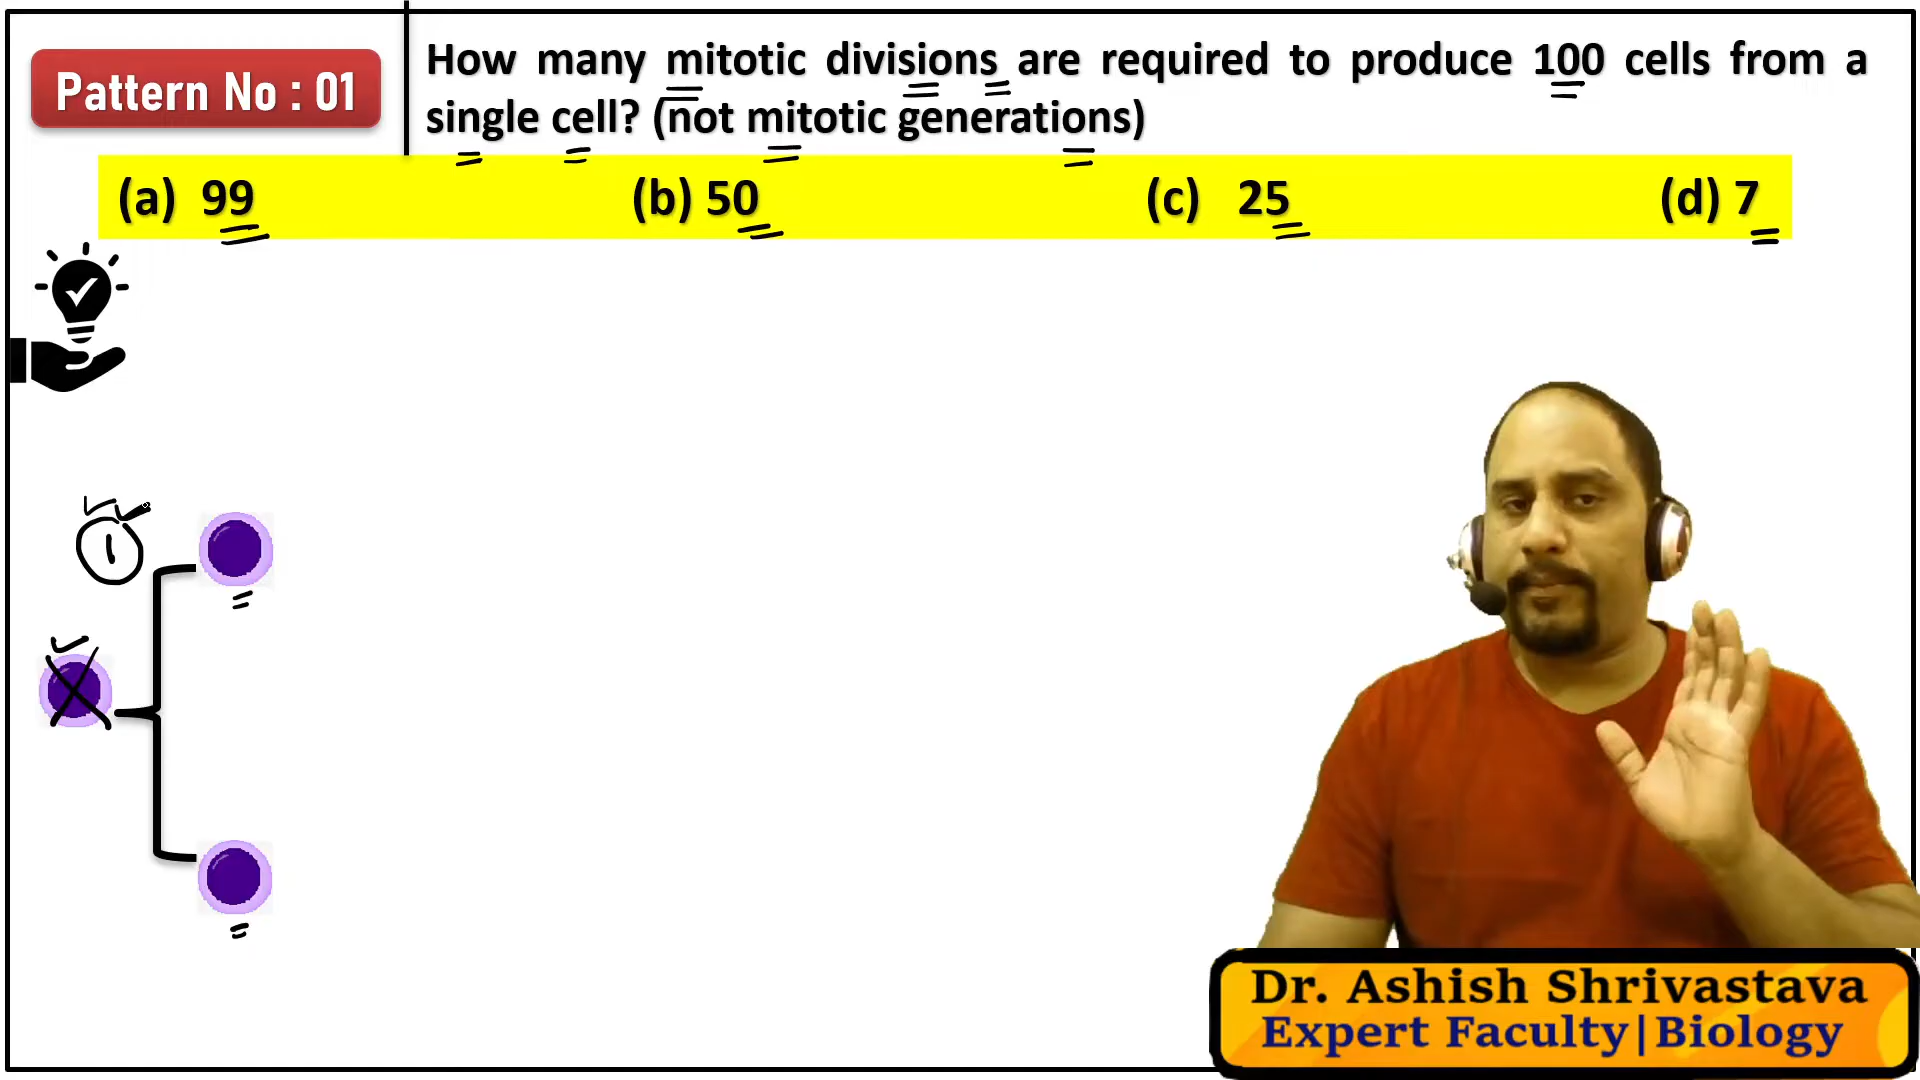 Pattern No : 01
How many mitotic divisions are required to produce 100 cells from a
single cell? (not mitotic generations)
(a) 99 (b) 50 (c) 25 (d) 7
1
Dr. Ashish Shrivastava
Expert Faculty|Biology